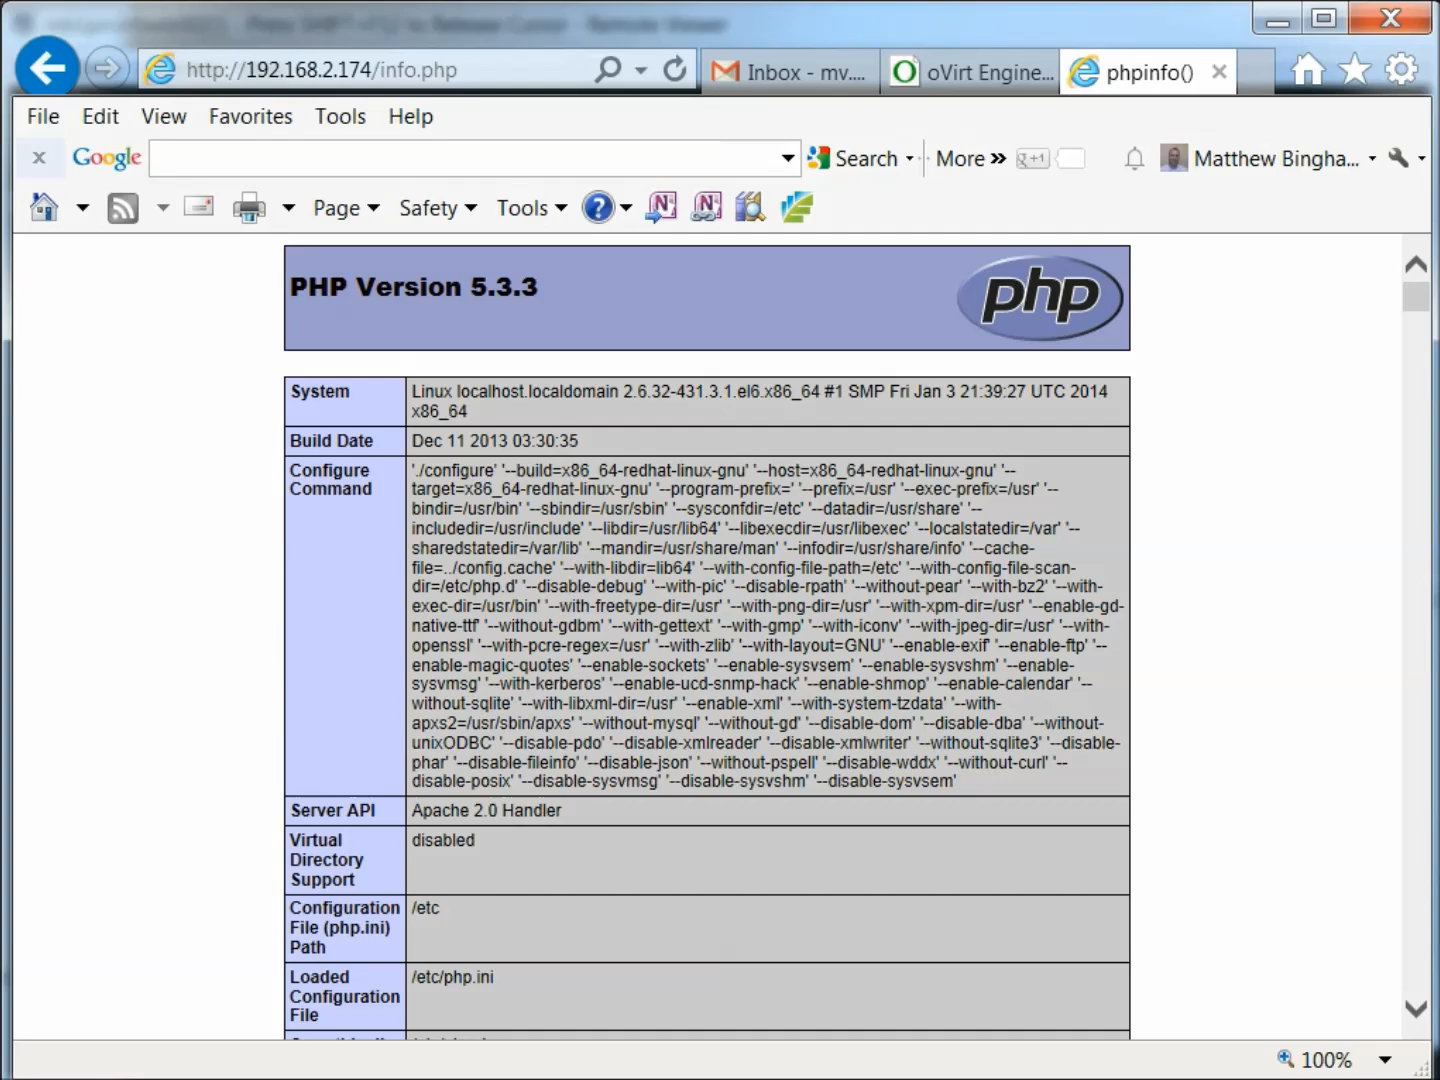 http://192.168.2.174/info.php
Inbox - mv....
oVirt Engine...
phpinfo()
File Edit View Favorites Tools Help
x Google Search More »
g+1
Matthew Bingha...
Page Safety Tools
PHP Version 5.3.3
php
System
Linux localhost.localdomain 2.6.32-431.3.1.el6.x86_64 #1 SMP Fri Jan 3 21:39:27 UTC 2014
x86_64
Build Date
Dec 11 2013 03:30:35
Configure
Command
'./configure' '--build=x86_64-redhat-linux-gnu' '--host=x86_64-redhat-linux-gnu' '--
target=x86_64-redhat-linux-gnu' '--program-prefix=' '--prefix=/usr' '--exec-prefix=/usr' '--
bindir=/usr/bin' '--sbindir=/usr/sbin' '--sysconfdir=/etc' '--datadir=/usr/share' '--
includedir=/usr/include' '--libdir=/usr/lib64' '--libexecdir=/usr/libexec' '--localstatedir=/var' '--
sharedstatedir=/var/lib' '--mandir=/usr/share/man' '--infodir=/usr/share/info' '--cache-
file=../config.cache' '--with-libdir=lib64' '--with-config-file-path=/etc' '--with-config-file-scan-
dir=/etc/php.d' '--disable-debug' '--with-pic' '--disable-rpath' '--without-pear' '--with-bz2' '--with-
exec-dir=/usr/bin' '--with-freetype-dir=/usr' '--with-png-dir=/usr' '--with-xpm-dir=/usr' '--enable-gd-
native-ttf' '--without-gdbm' '--with-gettext' '--with-gmp' '--with-iconv' '--with-jpeg-dir=/usr' '--with-
openssl' '--with-pcre-regex=/usr' '--with-zlib' '--with-layout=GNU' '--enable-exif' '--enable-ftp' '--
enable-magic-quotes' '--enable-sockets' '--enable-sysvsem' '--enable-sysvshm' '--enable-
sysvmsg' '--with-kerberos' '--enable-ucd-snmp-hack' '--enable-shmop' '--enable-calendar' '--
without-sqlite' '--with-libxml-dir=/usr' '--enable-xml' '--with-system-tzdata' '--with-
apxs2=/usr/sbin/apxs' '--without-mysql' '--without-gd' '--disable-dom' '--disable-dba' '--without-
unixODBC' '--disable-pdo' '--disable-xmlreader' '--disable-xmlwriter' '--without-sqlite3' '--disable-
phar' '--disable-fileinfo' '--disable-json' '--without-pspell' '--disable-wddx' '--without-curl' '--
disable-posix' '--disable-sysvmsg' '--disable-sysvshm' '--disable-sysvsem'
Server API
Apache 2.0 Handler
Virtual
Directory
Support
disabled
Configuration
File (php.ini)
Path
/etc
Loaded
Configuration
File
/etc/php.ini
100%